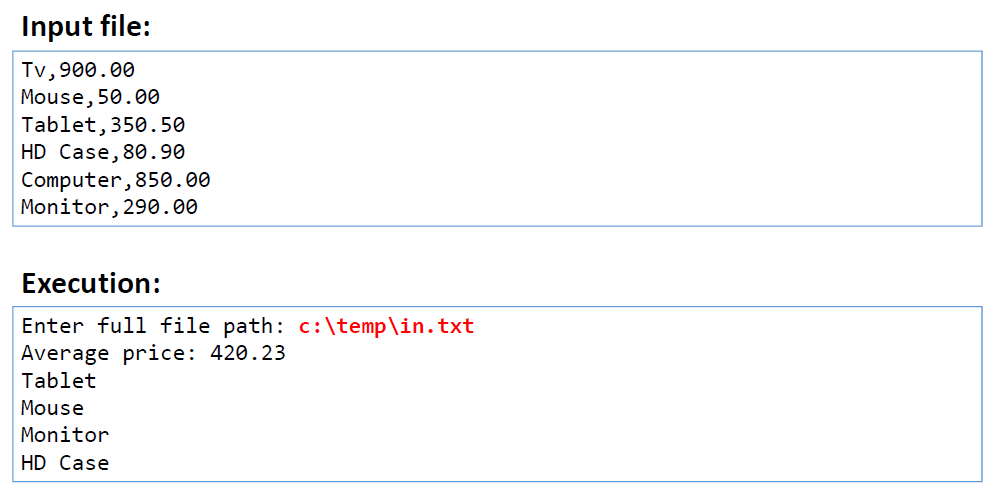 Input file:
Tv,900.00
Mouse,50.00
Tablet,350.50
HD Case,80.90
Computer,850.00
Monitor,290.00
Execution:
Enter full file path: c:\temp\in.txt
Average price: 420.23
Tablet
Mouse
Monitor
HD Case